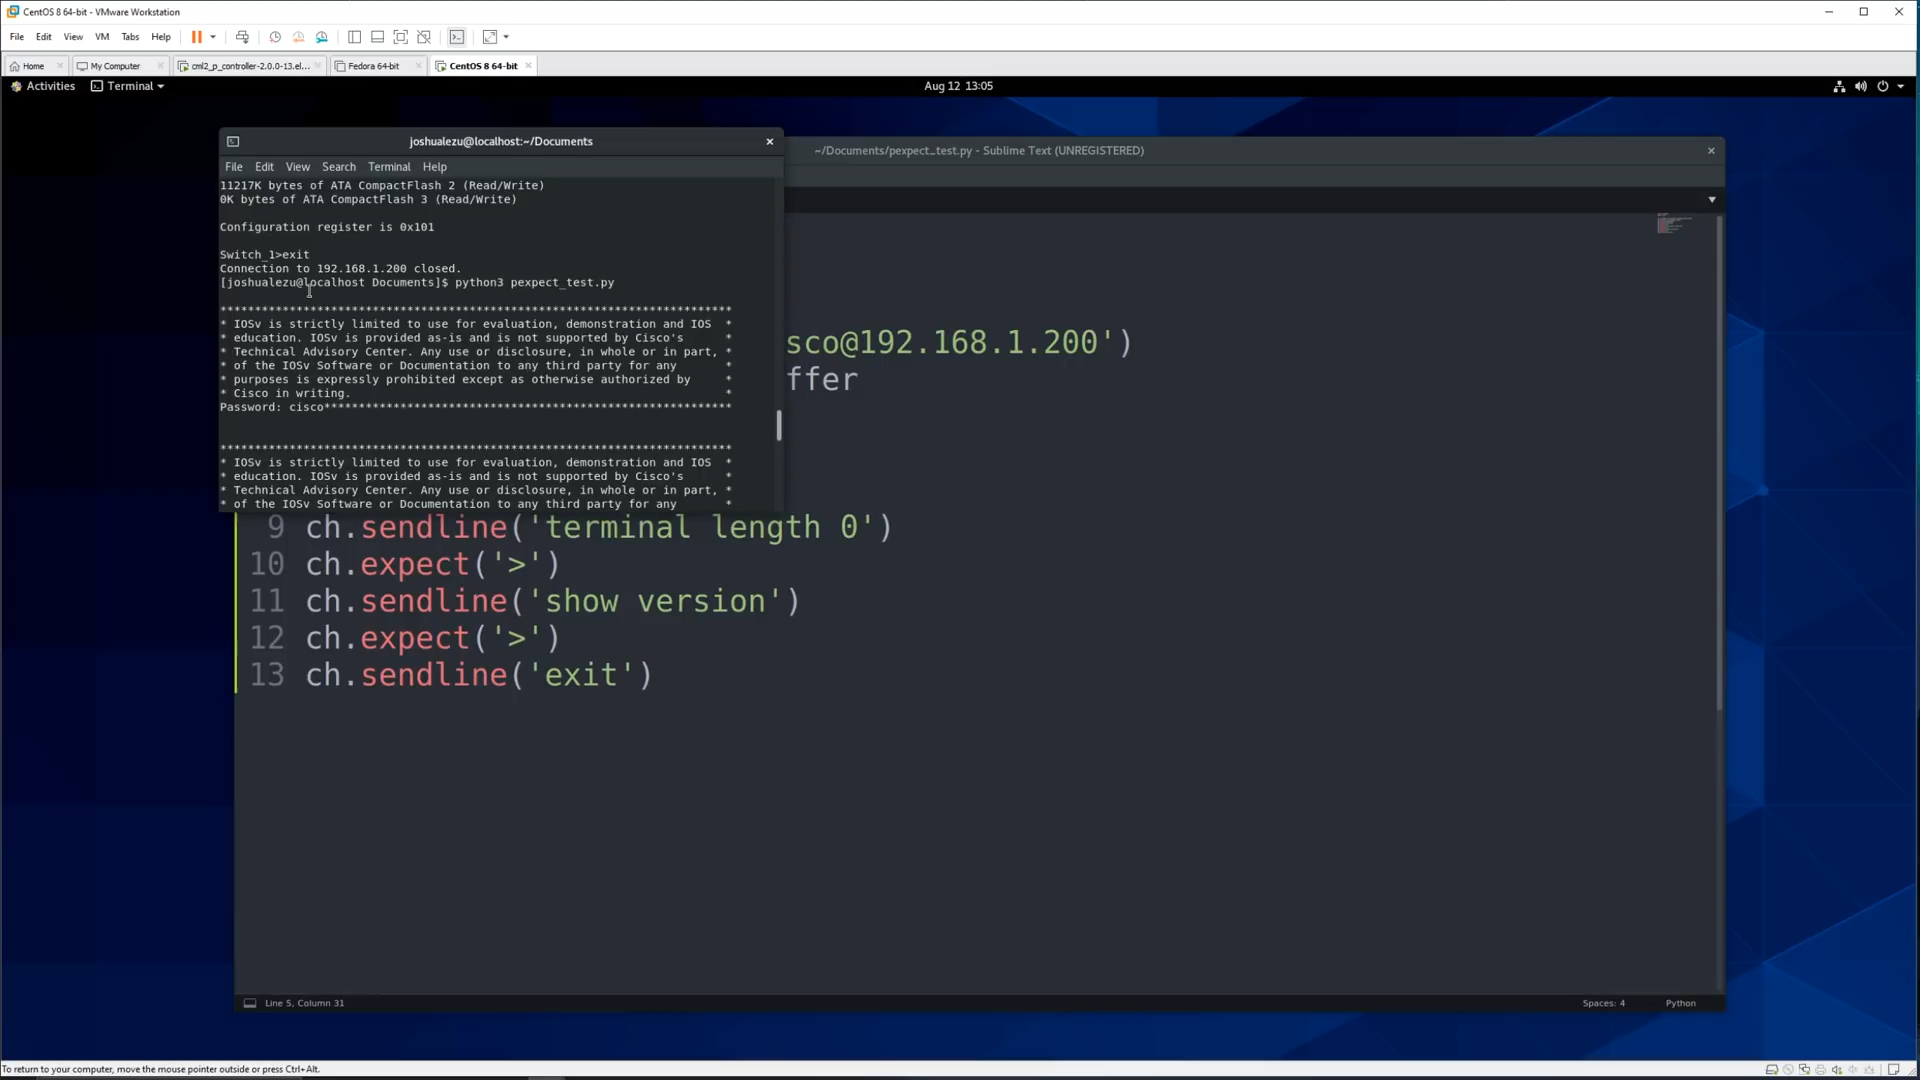 CentOS 8 64-bit - VMware Workstation
File Edit View VM Tabs Help
Home My Computer cml2_p_controller-2.0.0-13.el... Fedora 64-bit CentOS 8 64-bit
Activities Terminal Aug 12 13:05
joshualezu@localhost:~/Documents
~/Documents/pexpect_test.py - Sublime Text (UNREGISTERED)
File Edit View Search Terminal Help
11217K bytes of ATA CompactFlash 2 (Read/Write)
0K bytes of ATA CompactFlash 3 (Read/Write)
Configuration register is 0x101
Switch_1>exit
Connection to 192.168.1.200 closed.
[joshualezu@localhost Documents]$ python3 pexpect_test.py
**************************************************************************
* IOSv is strictly limited to use for evaluation, demonstration and IOS  *
* education. IOSv is provided as-is and is not supported by Cisco's      *
* Technical Advisory Center. Any use or disclosure, in whole or in part, *
* of the IOSv Software or Documentation to any third party for any       *
* purposes is expressly prohibited except as otherwise authorized by     *
* Cisco in writing.                                                      *
Password: cisco***********************************************************
**************************************************************************
* IOSv is strictly limited to use for evaluation, demonstration and IOS  *
* education. IOSv is provided as-is and is not supported by Cisco's      *
* Technical Advisory Center. Any use or disclosure, in whole or in part, *
* of the IOSv Software or Documentation to any third party for any       *
sco@192.168.1.200')
ffer
9 ch.sendline('terminal length 0')
10 ch.expect('>')
11 ch.sendline('show version')
12 ch.expect('>')
13 ch.sendline('exit')
Line 5, Column 31 Spaces: 4 Python
To return to your computer, move the mouse pointer outside or press Ctrl+Alt.